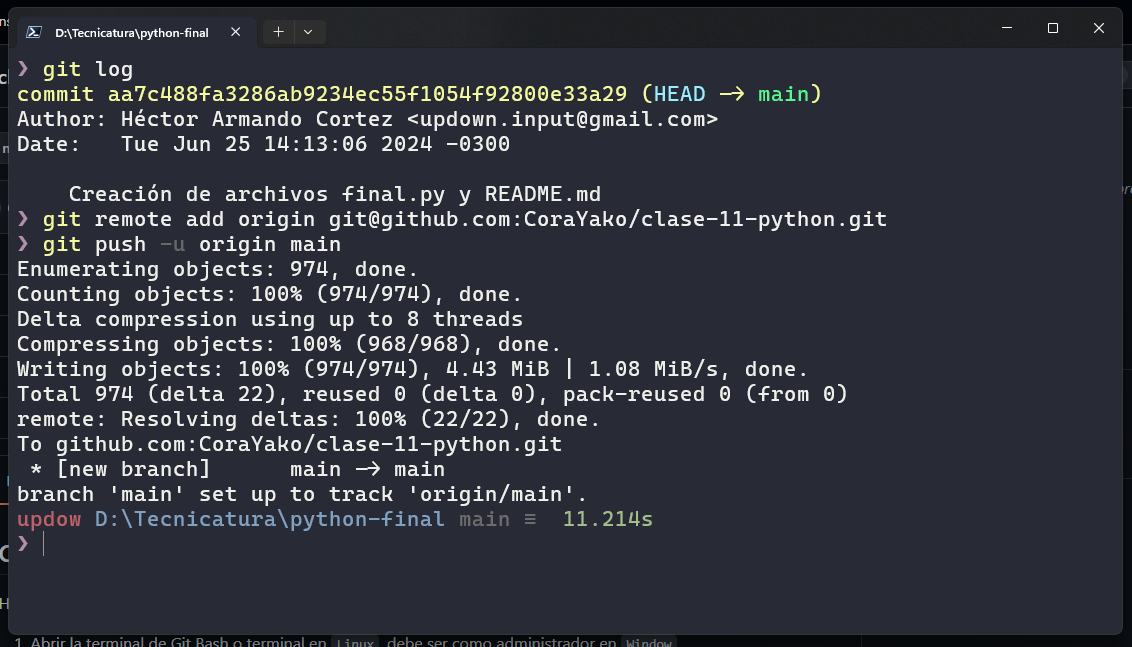 D:\Tecnicatura\python-final
❯ git log
commit aa7c488fa3286ab9234ec55f1054f92800e33a29 (HEAD -> main)
Author: Héctor Armando Cortez <updown.input@gmail.com>
Date:   Tue Jun 25 14:13:06 2024 -0300
Creación de archivos final.py y README.md
❯ git remote add origin git@github.com:CoraYako/clase-11-python.git
❯ git push -u origin main
Enumerating objects: 974, done.
Counting objects: 100% (974/974), done.
Delta compression using up to 8 threads
Compressing objects: 100% (968/968), done.
Writing objects: 100% (974/974), 4.43 MiB | 1.08 MiB/s, done.
Total 974 (delta 22), reused 0 (delta 0), pack-reused 0 (from 0)
remote: Resolving deltas: 100% (22/22), done.
To github.com:CoraYako/clase-11-python.git
 * [new branch]      main -> main
branch 'main' set up to track 'origin/main'.
updow D:\Tecnicatura\python-final main ≡  11.214s
❯
1. Abrir la terminal de Git Bash o terminal en Linux debe ser como administrador en Window